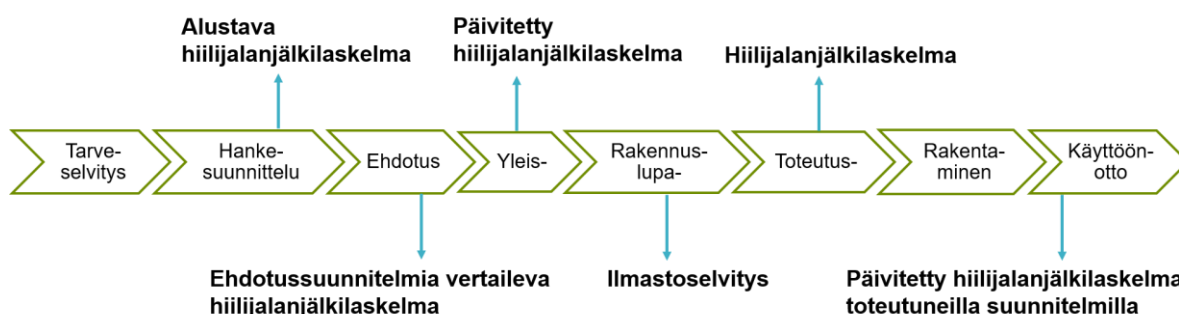 Alustava
hiilijalanjälkilaskelma
Päivitetty
hiilijalanjälkilaskelma
Hiilijalanjälkilaskelma
Tarve-
selvitys
Hanke-
suunnittelu
Ehdotus
Yleis-
Rakennus-
lupa-
Toteutus-
Rakenta-
minen
Käyttöön-
otto
Ehdotussuunnitelmia vertaileva
hiilijalanjälkilaskelma
Ilmastoselvitys
Päivitetty hiilijalanjälkilaskelma
toteutuneilla suunnitelmilla